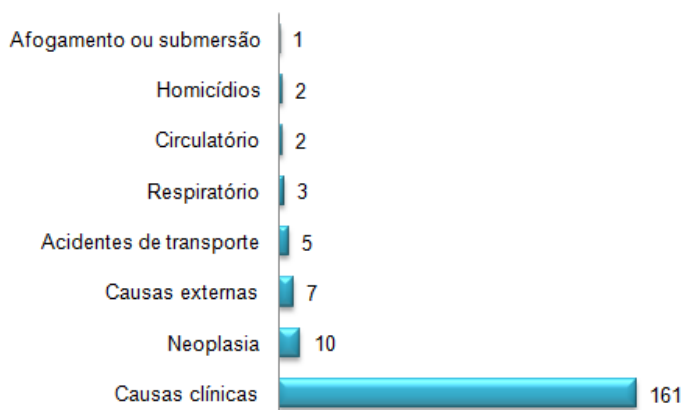 Afogamento ou submersão 1
Homicídios 2
Circulatório 2
Respiratório 3
Acidentes de transporte 5
Causas externas 7
Neoplasia 10
Causas clínicas 161